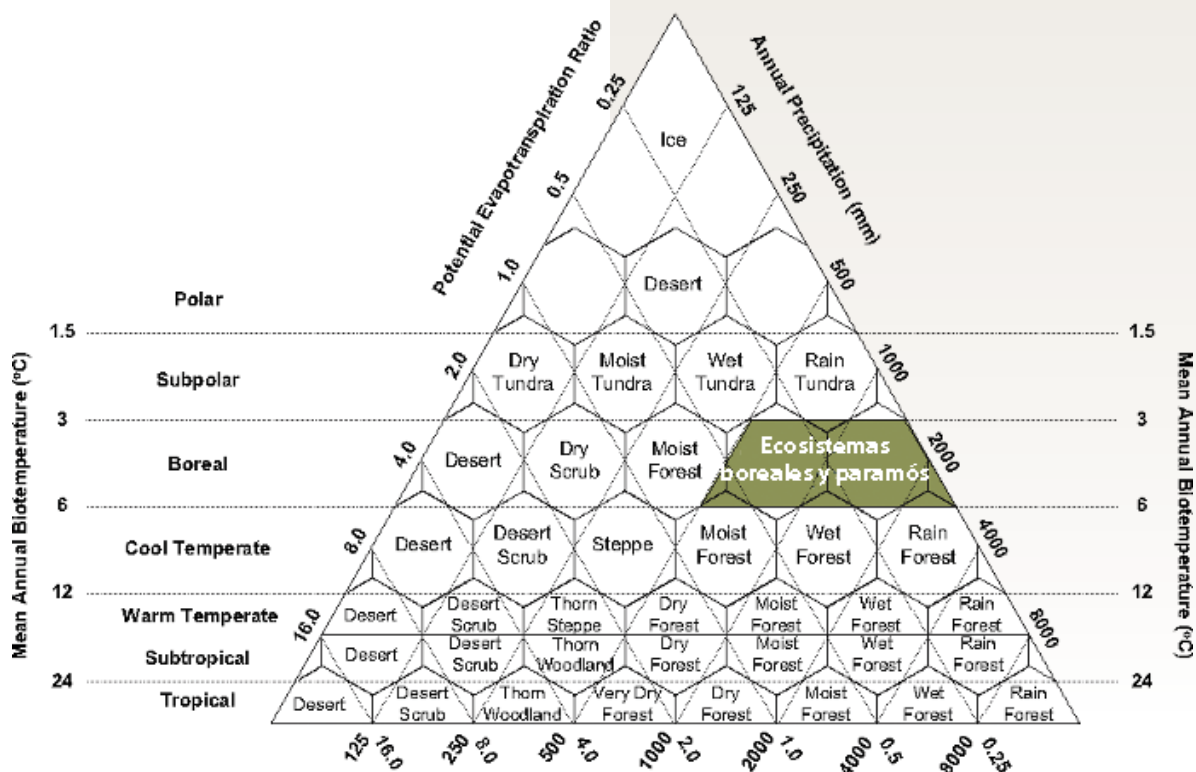 Potential Evapotranspiration Ratio
Annual Precipitation (mm)
0.25
125
Ice
0.5
250
1.0
500
Desert
Polar
1.5
1.5
Mean Annual Biotemperature (ºC)
Mean Annual Biotemperature (ºC)
2.0
1000
Subpolar
Dry
Tundra
Moist
Tundra
Wet
Tundra
Rain
Tundra
3
3
Boreal
4.0
2000
Desert
Dry
Scrub
Moist
Forest
Ecosistemas
boreales y paramós
6
6
Cool Temperate
8.0
4000
Desert
Desert
Scrub
Steppe
Moist
Forest
Wet
Forest
Rain
Forest
12
12
Warm Temperate
16.0
8000
Desert
Desert
Scrub
Thorn
Steppe
Dry
Forest
Moist
Forest
Wet
Forest
Rain
Forest
Subtropical
Desert
Desert
Scrub
Thorn
Woodland
Dry
Forest
Moist
Forest
Wet
Forest
Rain
Forest
24
24
Tropical
Desert
Desert
Scrub
Thorn
Woodland
Very Dry
Forest
Dry
Forest
Moist
Forest
Wet
Forest
Rain
Forest
125 16.0
250 8.0
500 4.0
1000 2.0
2000 1.0
4000 0.5
8000 0.25